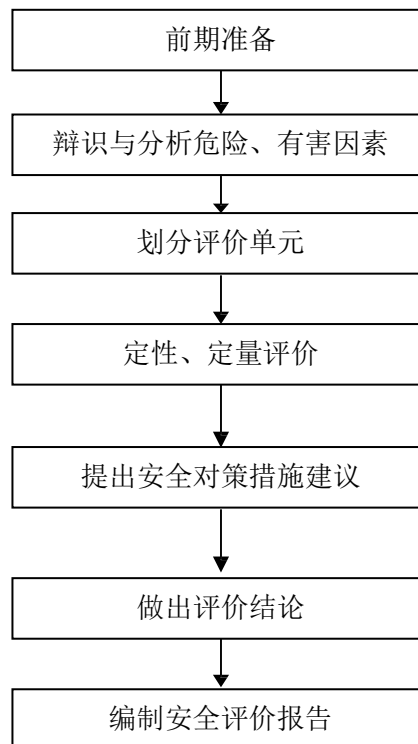 前期准备
辩识与分析危险、有害因素
划分评价单元
定性、定量评价
提出安全对策措施建议
做出评价结论
编制安全评价报告